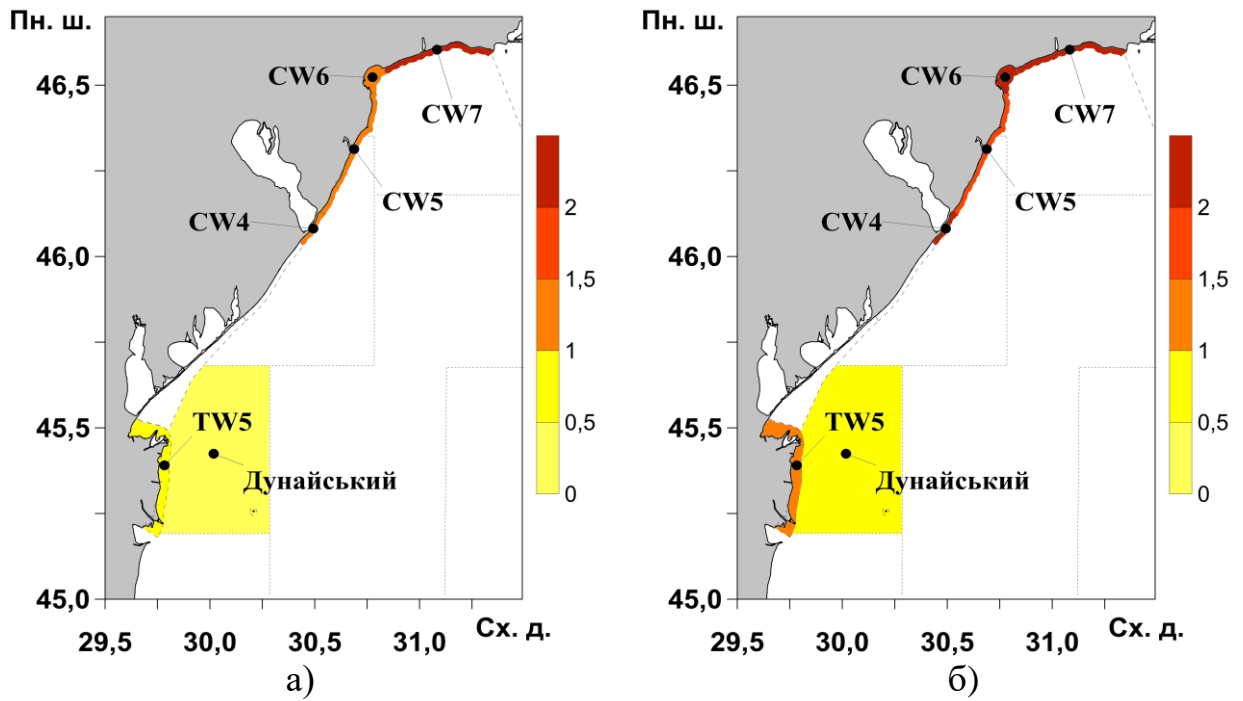 Пн. ш.
46,5
46,0
45,5
45,0
29,5
30,0
30,5
31,0
Сх. д.
CW6
CW7
CW5
CW4
TW5
Дунайський
2
1,5
1
0,5
0
а)
Пн. ш.
46,5
46,0
45,5
45,0
29,5
30,0
30,5
31,0
Сх. д.
CW6
CW7
CW5
CW4
TW5
Дунайський
2
1,5
1
0,5
0
б)